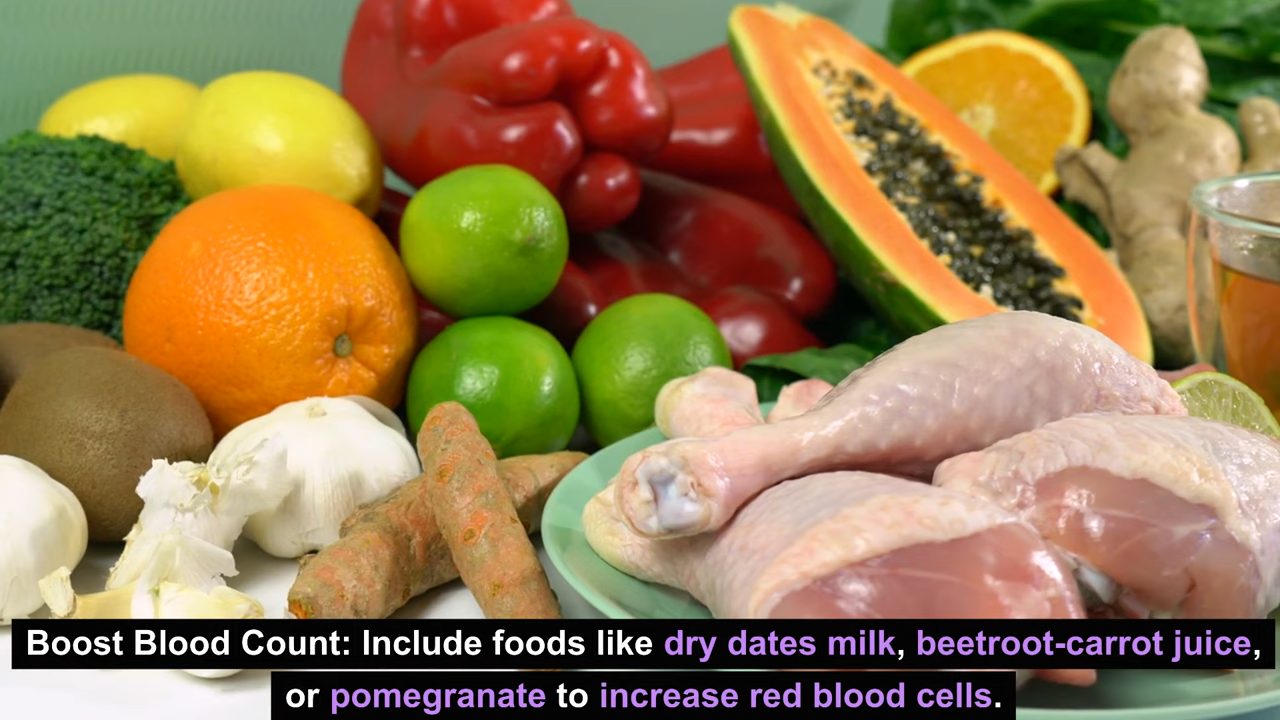 Boost Blood Count: Include foods like dry dates milk, beetroot-carrot juice,
or pomegranate to increase red blood cells.